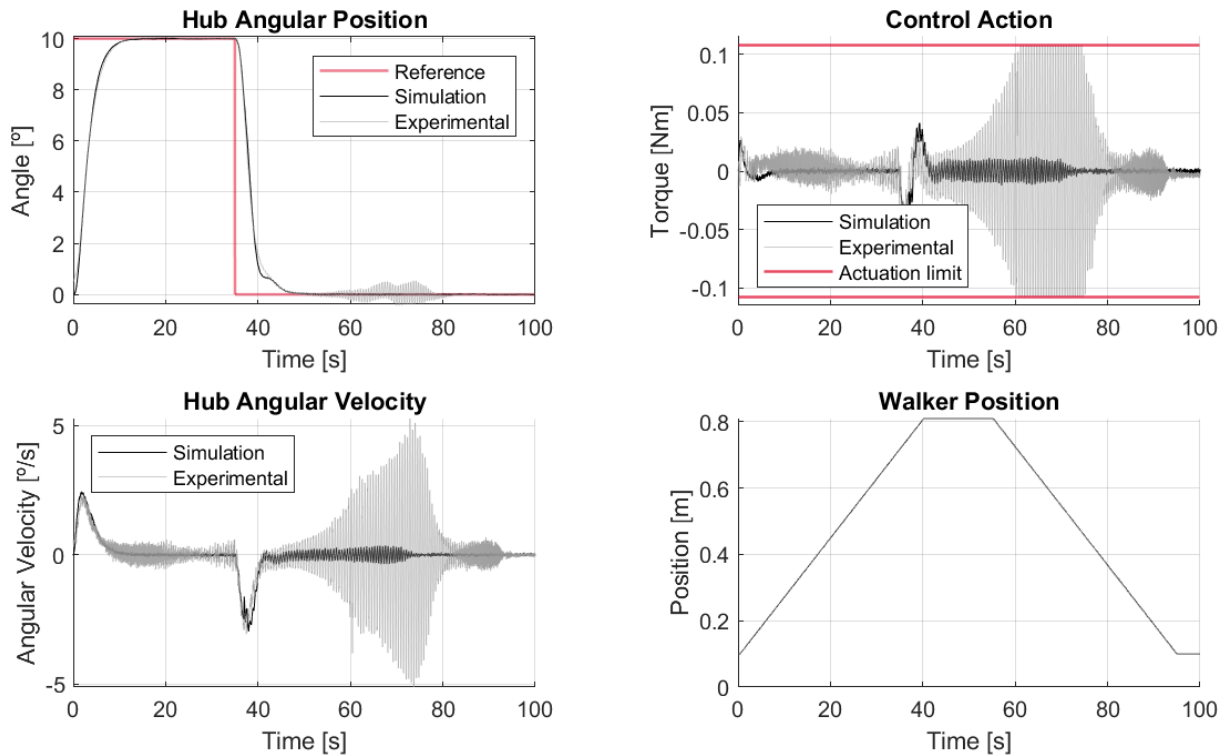 Hub Angular Position
10
8
6
4
2
0
Angle [º]
Reference
Simulation
Experimental
0
20
40
60
80
100
Time [s]
Control Action
0.1
0.05
0
-0.05
-0.1
Torque [Nm]
Simulation
Experimental
Actuation limit
0
20
40
60
80
100
Time [s]
Hub Angular Velocity
5
0
-5
Angular Velocity [º/s]
Simulation
Experimental
0
20
40
60
80
100
Time [s]
Walker Position
0.8
0.6
0.4
0.2
0
Position [m]
0
20
40
60
80
100
Time [s]